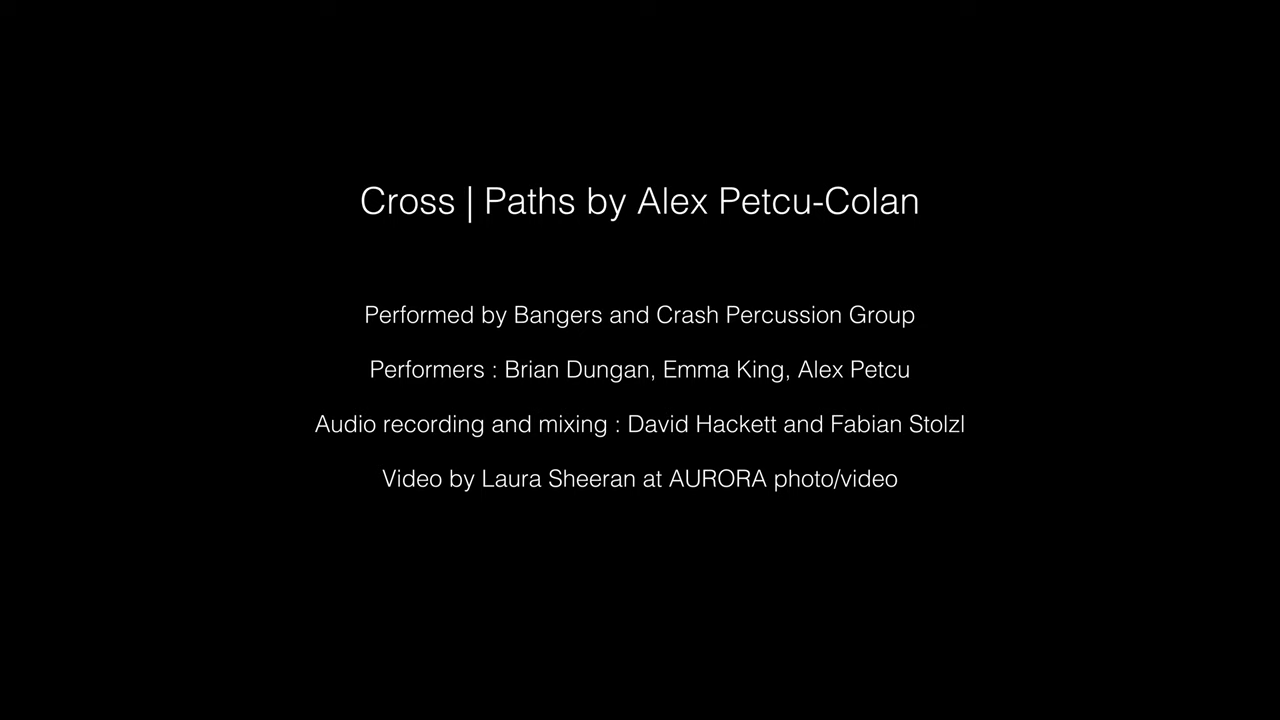 Cross | Paths by Alex Petcu-Colan
Performed by Bangers and Crash Percussion Group
Performers : Brian Dungan, Emma King, Alex Petcu
Audio recording and mixing : David Hackett and Fabian Stolzl
Video by Laura Sheeran at AURORA photo/video